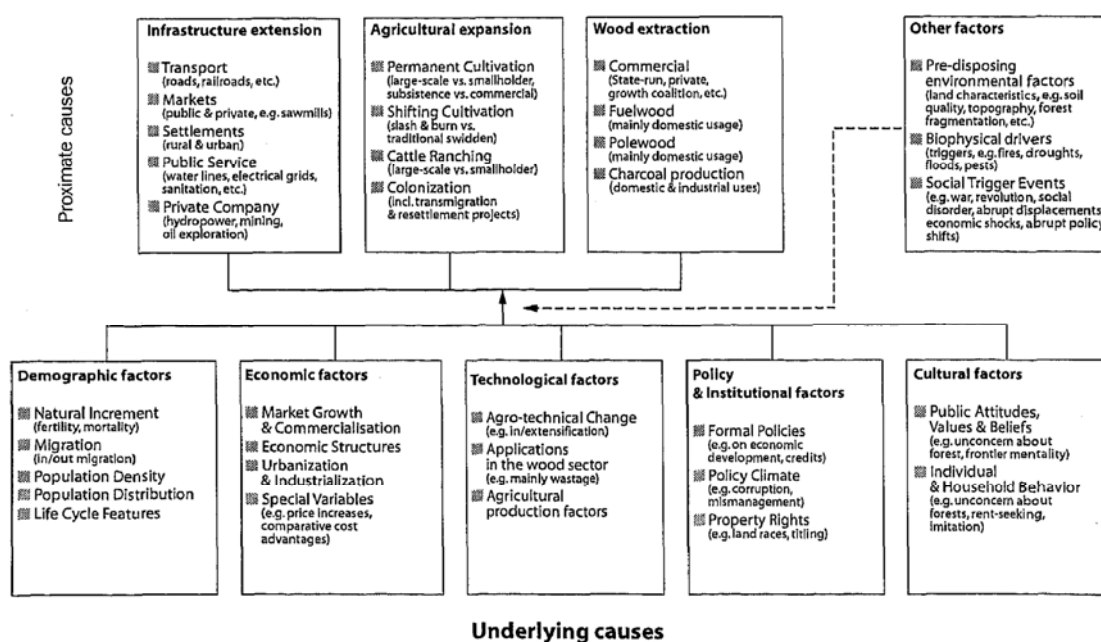 Proximate causes
Infrastructure extension
Transport
(roads, railroads, etc.)
Markets
(public & private, e.g. sawmills)
Settlements
(rural & urban)
Public Service
(water lines, electrical grids,
sanitation, etc.)
Private Company
(hydropower, mining,
oil exploration)
Agricultural expansion
Permanent Cultivation
(large-scale vs. smallholder,
subsistence vs. commercial)
Shifting Cultivation
(slash & burn vs.
traditional swidden)
Cattle Ranching
(large-scale vs. smallholder)
Colonization
(incl. transmigration
& resettlement projects)
Wood extraction
Commercial
(State-run, private,
growth coalition, etc.)
Fuelwood
(mainly domestic usage)
Polewood
(mainly domestic usage)
Charcoal production
(domestic & industrial uses)
Other factors
Pre-disposing
environmental factors
(land characteristics, e.g. soil
quality, topography, forest
fragmentation, etc.)
Biophysical drivers
(triggers, e.g. fires, droughts,
floods, pests)
Social Trigger Events
(e.g. war, revolution, social
disorder, abrupt displacements
economic shocks, abrupt policy
shifts)
Demographic factors
Natural Increment
(fertility, mortality)
Migration
(in/out migration)
Population Density
Population Distribution
Life Cycle Features
Economic factors
Market Growth
& Commercialisation
Economic Structures
Urbanization
& Industrialization
Special Variables
(e.g. price increases,
comparative cost
advantages)
Technological factors
Agro-technical Change
(e.g. in/extensification)
Applications
in the wood sector
(e.g. mainly wastage)
Agricultural
production factors
Policy
& Institutional factors
Formal Policies
(e.g. on economic
development, credits)
Policy Climate
(e.g. corruption,
mismanagement)
Property Rights
(e.g. land races, titling)
Cultural factors
Public Attitudes,
Values & Beliefs
(e.g. unconcern about
forest, frontier mentality)
Individual
& Household Behavior
(e.g. unconcern about
forests, rent-seeking,
imitation)
Underlying causes